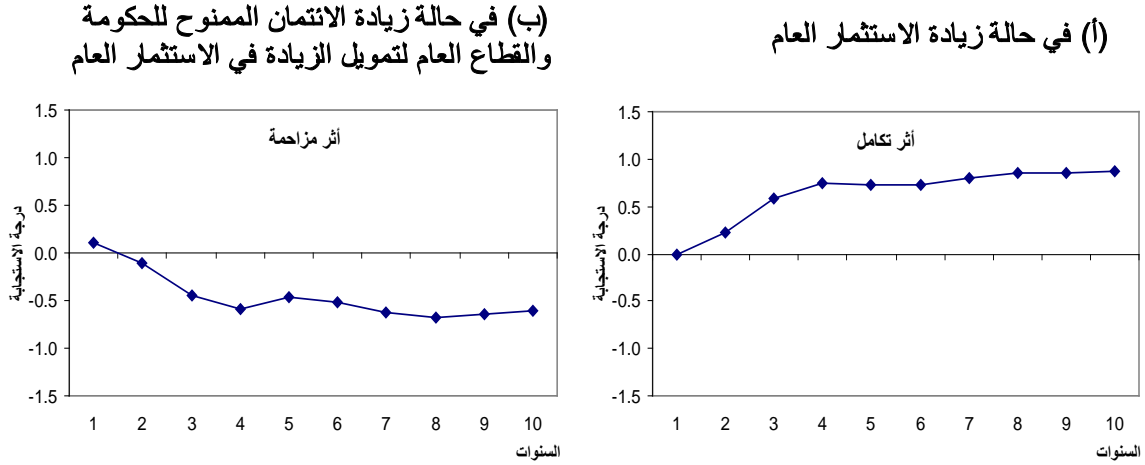 (أ) في حالة زيادة الاستثمار العام
أثر تكامل
درجة الاستجابة
1.5
1.0
0.5
0.0
-0.5
-1.0
-1.5
1 2 3 4 5 6 7 8 9 10
السنوات
(ب) في حالة زيادة الائتمان الممنوح للحكومة
والقطاع العام لتمويل الزيادة في الاستثمار العام
أثر مزاحمة
درجة الاستجابة
1.5
1.0
0.5
0.0
-0.5
-1.0
-1.5
1 2 3 4 5 6 7 8 9 10
السنوات